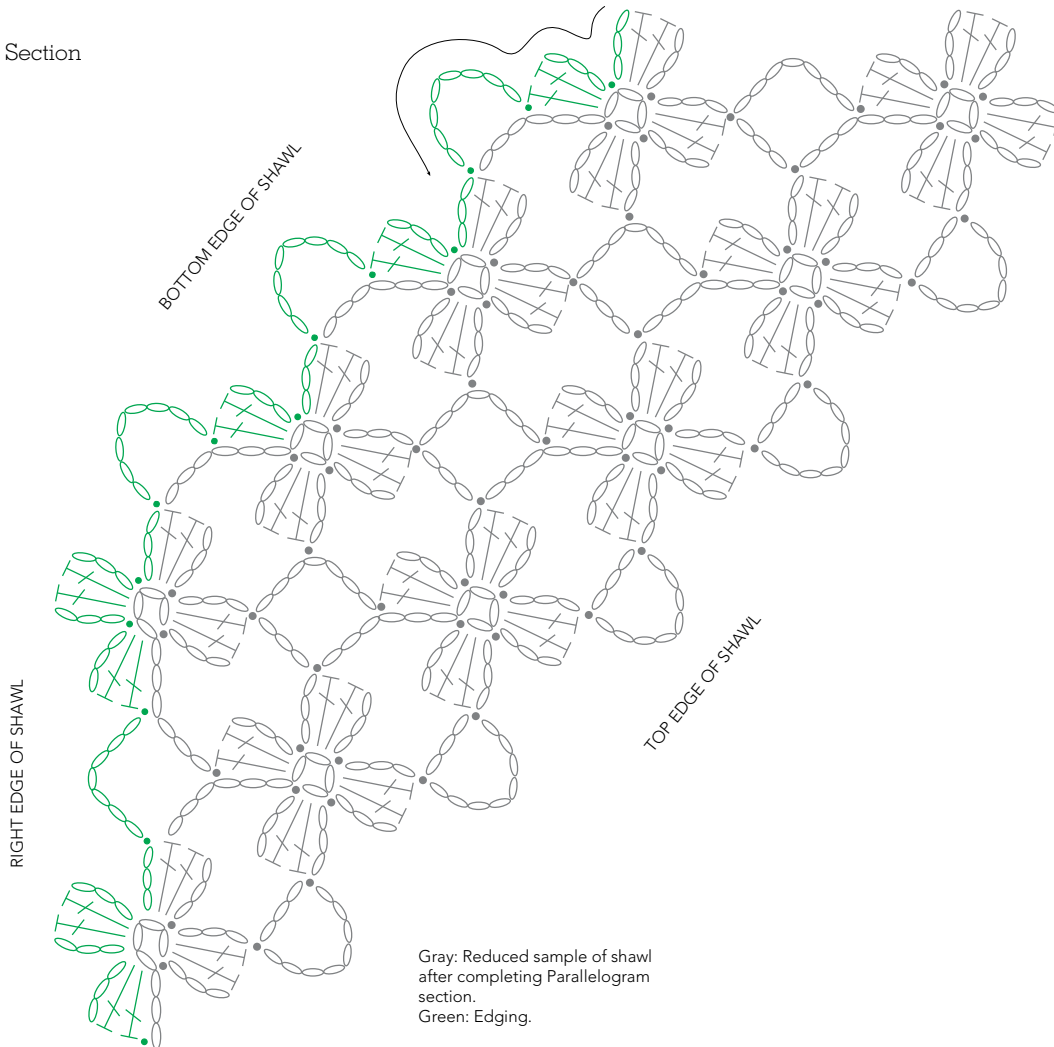 Section
BOTTOM EDGE OF SHAWL
TOP EDGE OF SHAWL
RIGHT EDGE OF SHAWL
Gray: Reduced sample of shawl
after completing Parallelogram
section.
Green: Edging.